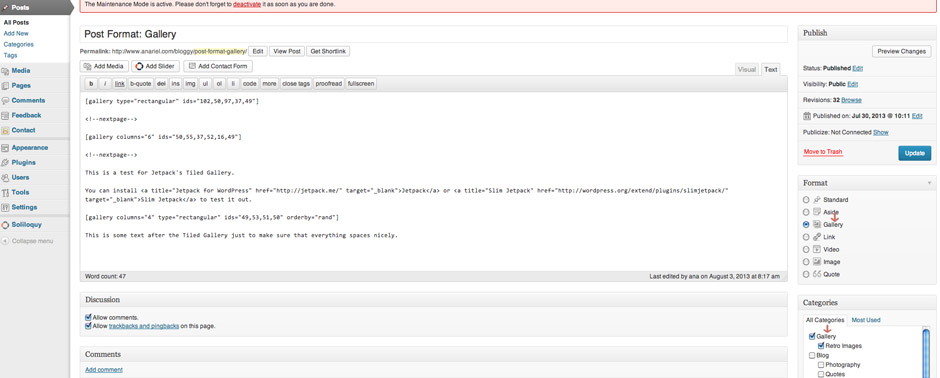 The Maintenance Mode is active. Please don't forget to deactivate it as soon as you are done.
Posts
All Posts
Add New
Categories
Tags
Media
Pages
Comments
Feedback
Contact
Appearance
Plugins
Users
Tools
Settings
Soliloquy
Collapse menu
Post Format: Gallery
Permalink: http://www.anariel.com/bloggy/post-format-gallery/ Edit View Post Get Shortlink
Add Media Add Slider Add Contact Form
Visual Text
b i link b-quote del ins img ul ol li code more close tags proofread fullscreen
[gallery type="rectangular" ids="102,50,97,37,49"]
<!--nextpage-->
[gallery columns="6" ids="50,55,37,52,16,49"]
<!--nextpage-->
This is a test for Jetpack's Tiled Gallery.
You can install <a title="Jetpack for WordPress" href="http://jetpack.me/" target="_blank">Jetpack</a> or <a title="Slim Jetpack" href="http://wordpress.org/extend/plugins/slimjetpack/"
target="_blank">Slim Jetpack</a> to test it out.
[gallery columns="4" type="rectangular" ids="49,53,51,50" orderby="rand"]
This is some text after the Tiled Gallery just to make sure that everything spaces nicely.
Word count: 47
Last edited by ana on August 3, 2013 at 8:17 am
Discussion
Allow comments.
Allow trackbacks and pingbacks on this page.
Comments
Add comment
Publish
Preview Changes
Status: Published Edit
Visibility: Public Edit
Revisions: 32 Browse
Published on: Jul 30, 2013 @ 10:11 Edit
Publicize: Not Connected Show
Move to Trash
Update
Format
Standard
Aside
Gallery
Link
Video
Image
Quote
Categories
All Categories Most Used
Gallery
Retro Images
Blog
Photography
Quotes